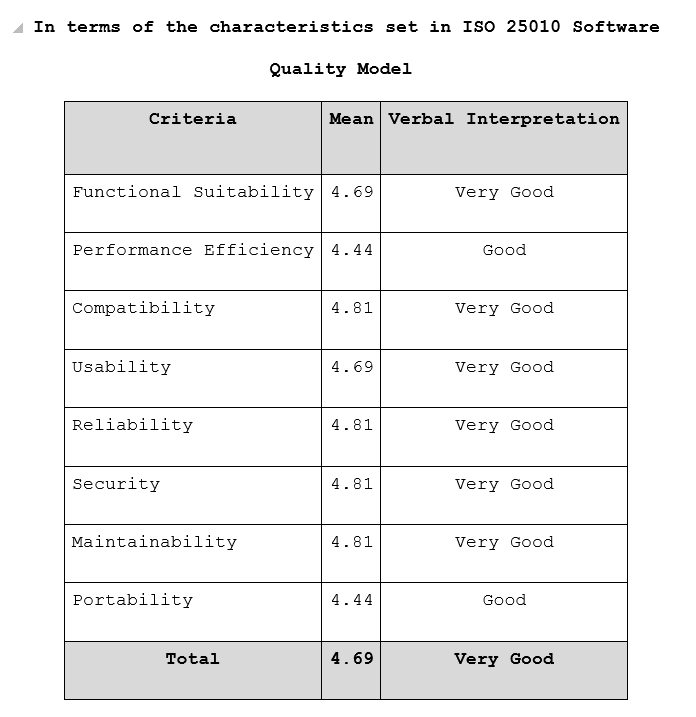 In terms of the characteristics set in ISO 25010 Software
Quality Model
Criteria Mean Verbal Interpretation
Functional Suitability 4.69 Very Good
Performance Efficiency 4.44 Good
Compatibility 4.81 Very Good
Usability 4.69 Very Good
Reliability 4.81 Very Good
Security 4.81 Very Good
Maintainability 4.81 Very Good
Portability 4.44 Good
Total 4.69 Very Good